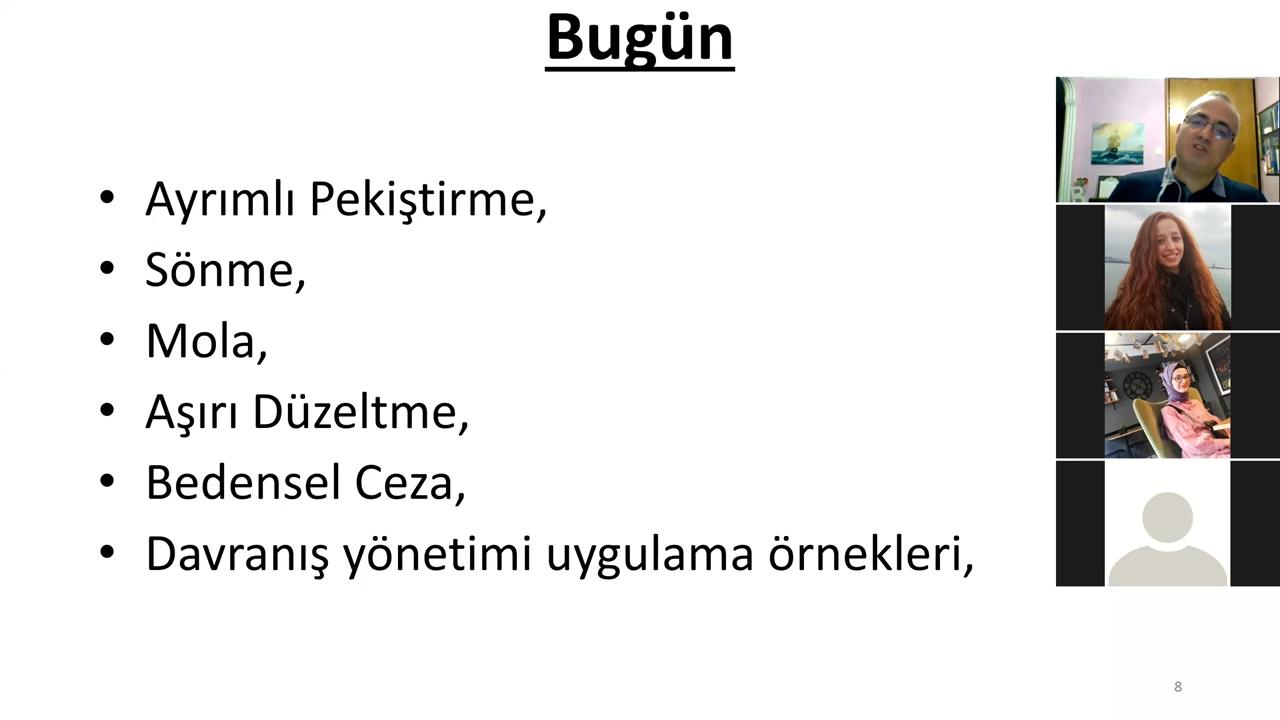 Bugün
• Ayrımlı Pekiştirme,
• Sönme,
• Mola,
• Aşırı Düzeltme,
• Bedensel Ceza,
• Davranış yönetimi uygulama örnekleri,
8